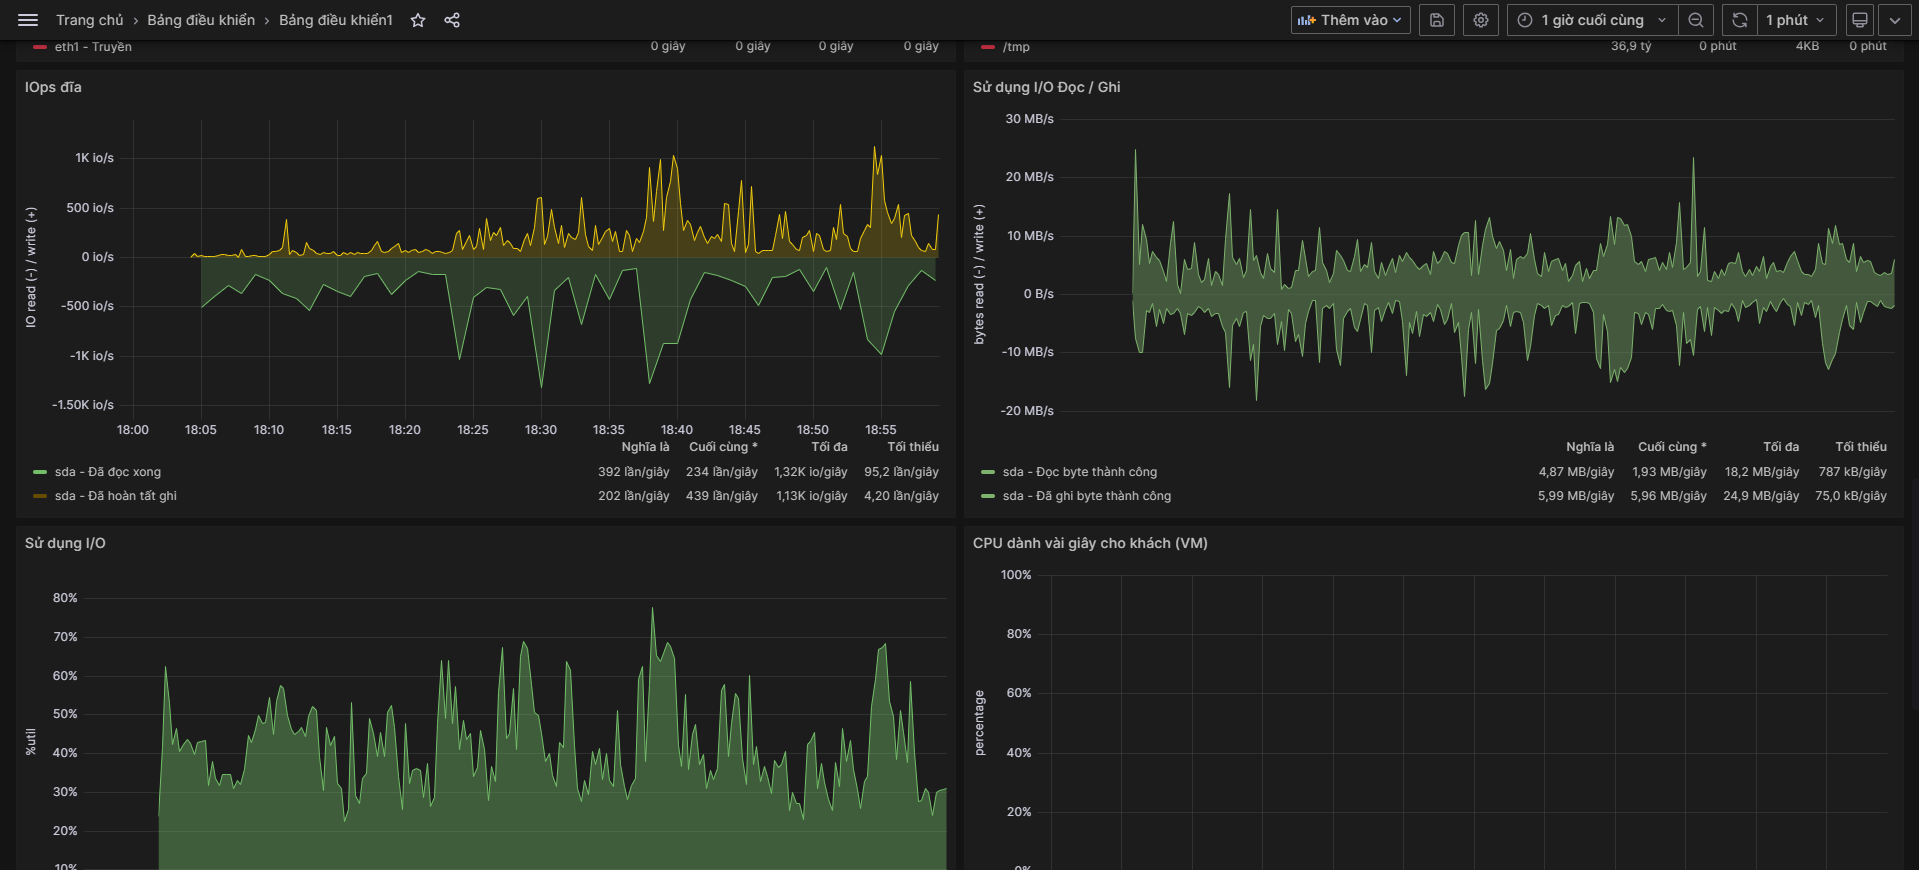 Trang chủ › Bảng điều khiển › Bảng điều khiển1
Thêm vào
1 giờ cuối cùng
1 phút
eth1 - Truyền 0 giây 0 giây 0 giây 0 giây
/tmp 36,9 tỷ 0 phút 4KB 0 phút
IOps đĩa
IO read (-) / write (+)
1K io/s
500 io/s
0 io/s
-500 io/s
-1K io/s
-1.50K io/s
18:00 18:05 18:10 18:15 18:20 18:25 18:30 18:35 18:40 18:45 18:50 18:55
Nghĩa là Cuối cùng * Tối đa Tối thiểu
sda - Đã đọc xong 392 lần/giây 234 lần/giây 1,32K io/giây 95,2 lần/giây
sda - Đã hoàn tất ghi 202 lần/giây 439 lần/giây 1,13K io/giây 4,20 lần/giây
Sử dụng I/O Đọc / Ghi
bytes read (-) / write (+)
30 MB/s
20 MB/s
10 MB/s
0 B/s
-10 MB/s
-20 MB/s
Nghĩa là Cuối cùng * Tối đa Tối thiểu
sda - Đọc byte thành công 4,87 MB/giây 1,93 MB/giây 18,2 MB/giây 787 kB/giây
sda - Đã ghi byte thành công 5,99 MB/giây 5,96 MB/giây 24,9 MB/giây 75,0 kB/giây
Sử dụng I/O
%util
80%
70%
60%
50%
40%
30%
20%
10%
CPU dành vài giây cho khách (VM)
percentage
100%
80%
60%
40%
20%
0%